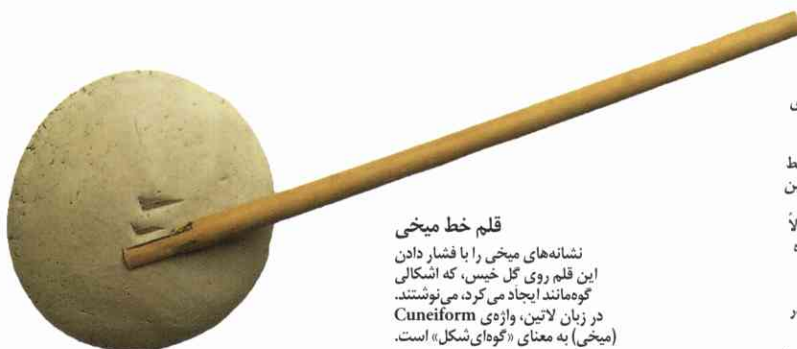 قلم خط میخی
نشانه‌های میخی را با فشار دادن
این قلم روی گل خیس، که اشکالی
گوه‌مانند ایجاد می‌کرد، می‌نوشتند.
در زبان لاتین، واژه‌ی Cuneiform
(میخی) به معنای «گوه‌ای‌شکل» است.